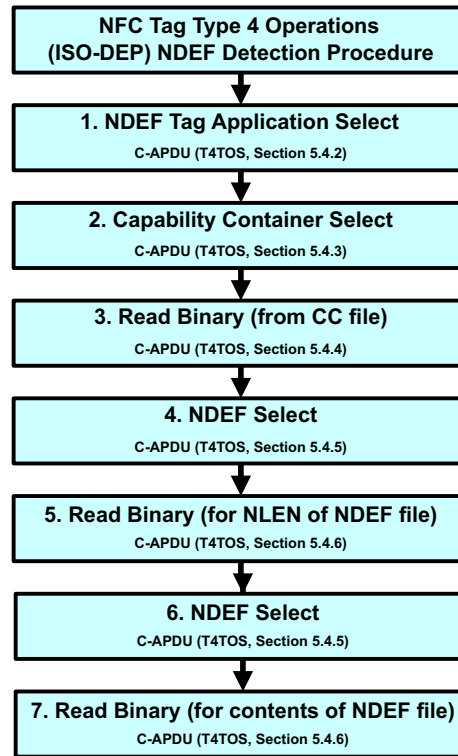 NFC Tag Type 4 Operations
(ISO-DEP) NDEF Detection Procedure
1. NDEF Tag Application Select
C-APDU (T4TOS, Section 5.4.2)
2. Capability Container Select
C-APDU (T4TOS, Section 5.4.3)
3. Read Binary (from CC file)
C-APDU (T4TOS, Section 5.4.4)
4. NDEF Select
C-APDU (T4TOS, Section 5.4.5)
5. Read Binary (for NLEN of NDEF file)
C-APDU (T4TOS, Section 5.4.6)
6. NDEF Select
C-APDU (T4TOS, Section 5.4.5)
7. Read Binary (for contents of NDEF file)
C-APDU (T4TOS, Section 5.4.6)